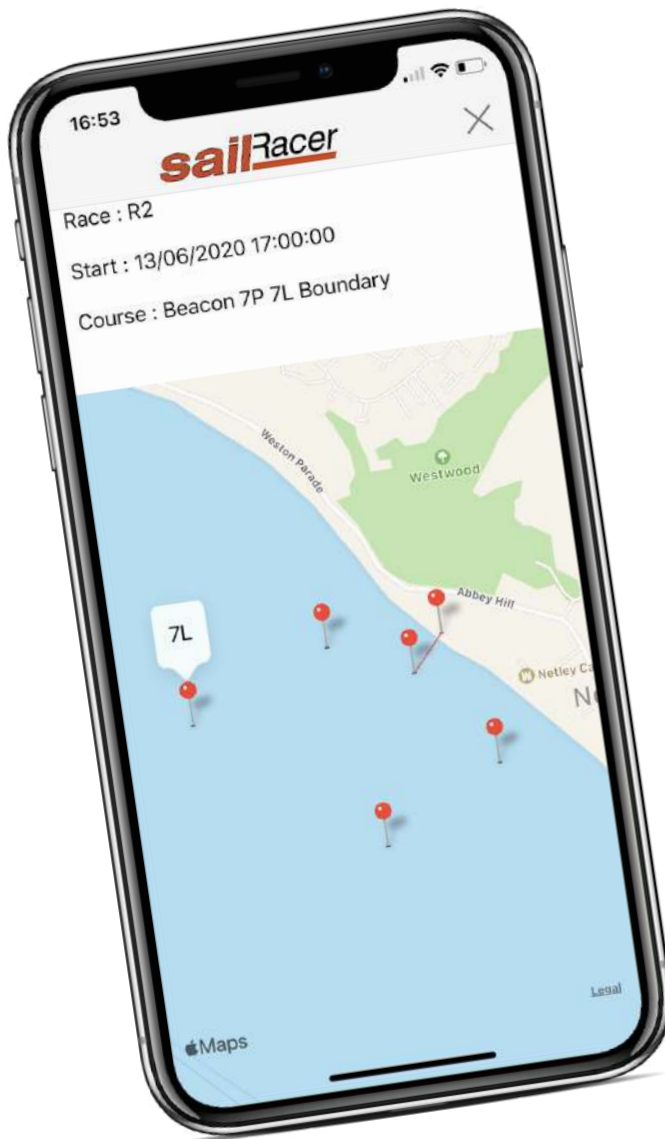 16:53
sailRacer
Race : R2
Start : 13/06/2020 17:00:00
Course : Beacon 7P 7L Boundary
Weston Parade
Westwood
Abbey Hill
7L
Netley Ca
Legal
Maps